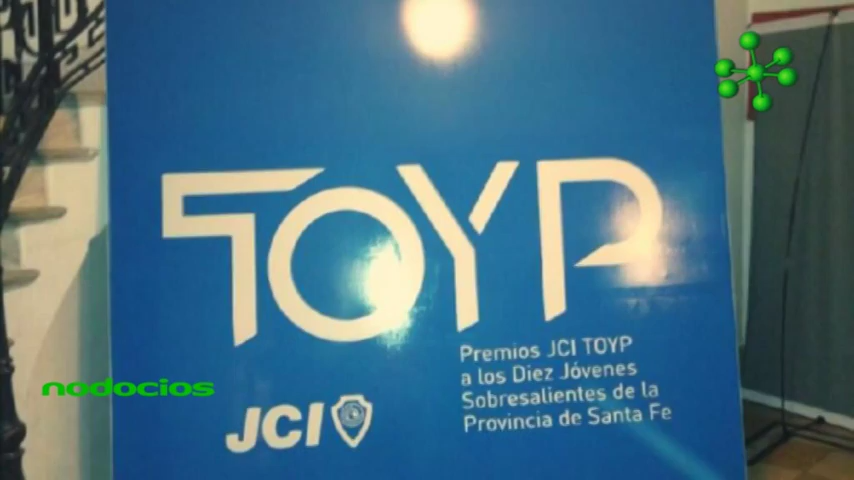 TOYP
Premios JCI TOYP
a los Diez Jóvenes
Sobresalientes de la
Provincia de Santa Fe
nodocios
JCI